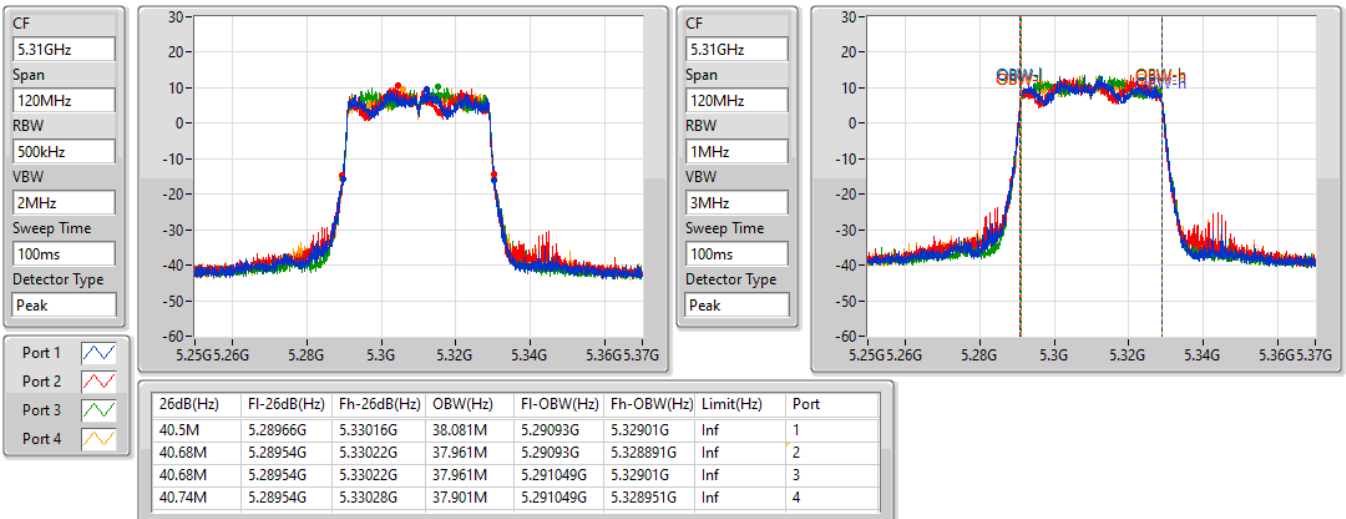 CF
5.31GHz
Span
120MHz
RBW
500kHz
VBW
2MHz
Sweep Time
100ms
Detector Type
Peak
30
20
10
0
-10
-20
-30
-40
-50
-60
5.25G 5.26G 5.28G 5.3G 5.32G 5.34G 5.36G 5.37G
CF
5.31GHz
Span
120MHz
RBW
1MHz
VBW
3MHz
Sweep Time
100ms
Detector Type
Peak
30
20
10
0
-10
-20
-30
-40
-50
-60
OBW-l OBW-h
5.25G 5.26G 5.28G 5.3G 5.32G 5.34G 5.36G 5.37G
Port 1
Port 2
Port 3
Port 4
26dB(Hz) Fl-26dB(Hz) Fh-26dB(Hz) OBW(Hz) Fl-OBW(Hz) Fh-OBW(Hz) Limit(Hz) Port
40.5M 5.28966G 5.33016G 38.081M 5.29093G 5.32901G Inf 1
40.68M 5.28954G 5.33022G 37.961M 5.29093G 5.328891G Inf 2
40.68M 5.28954G 5.33022G 37.961M 5.291049G 5.32901G Inf 3
40.74M 5.28954G 5.33028G 37.901M 5.291049G 5.328951G Inf 4